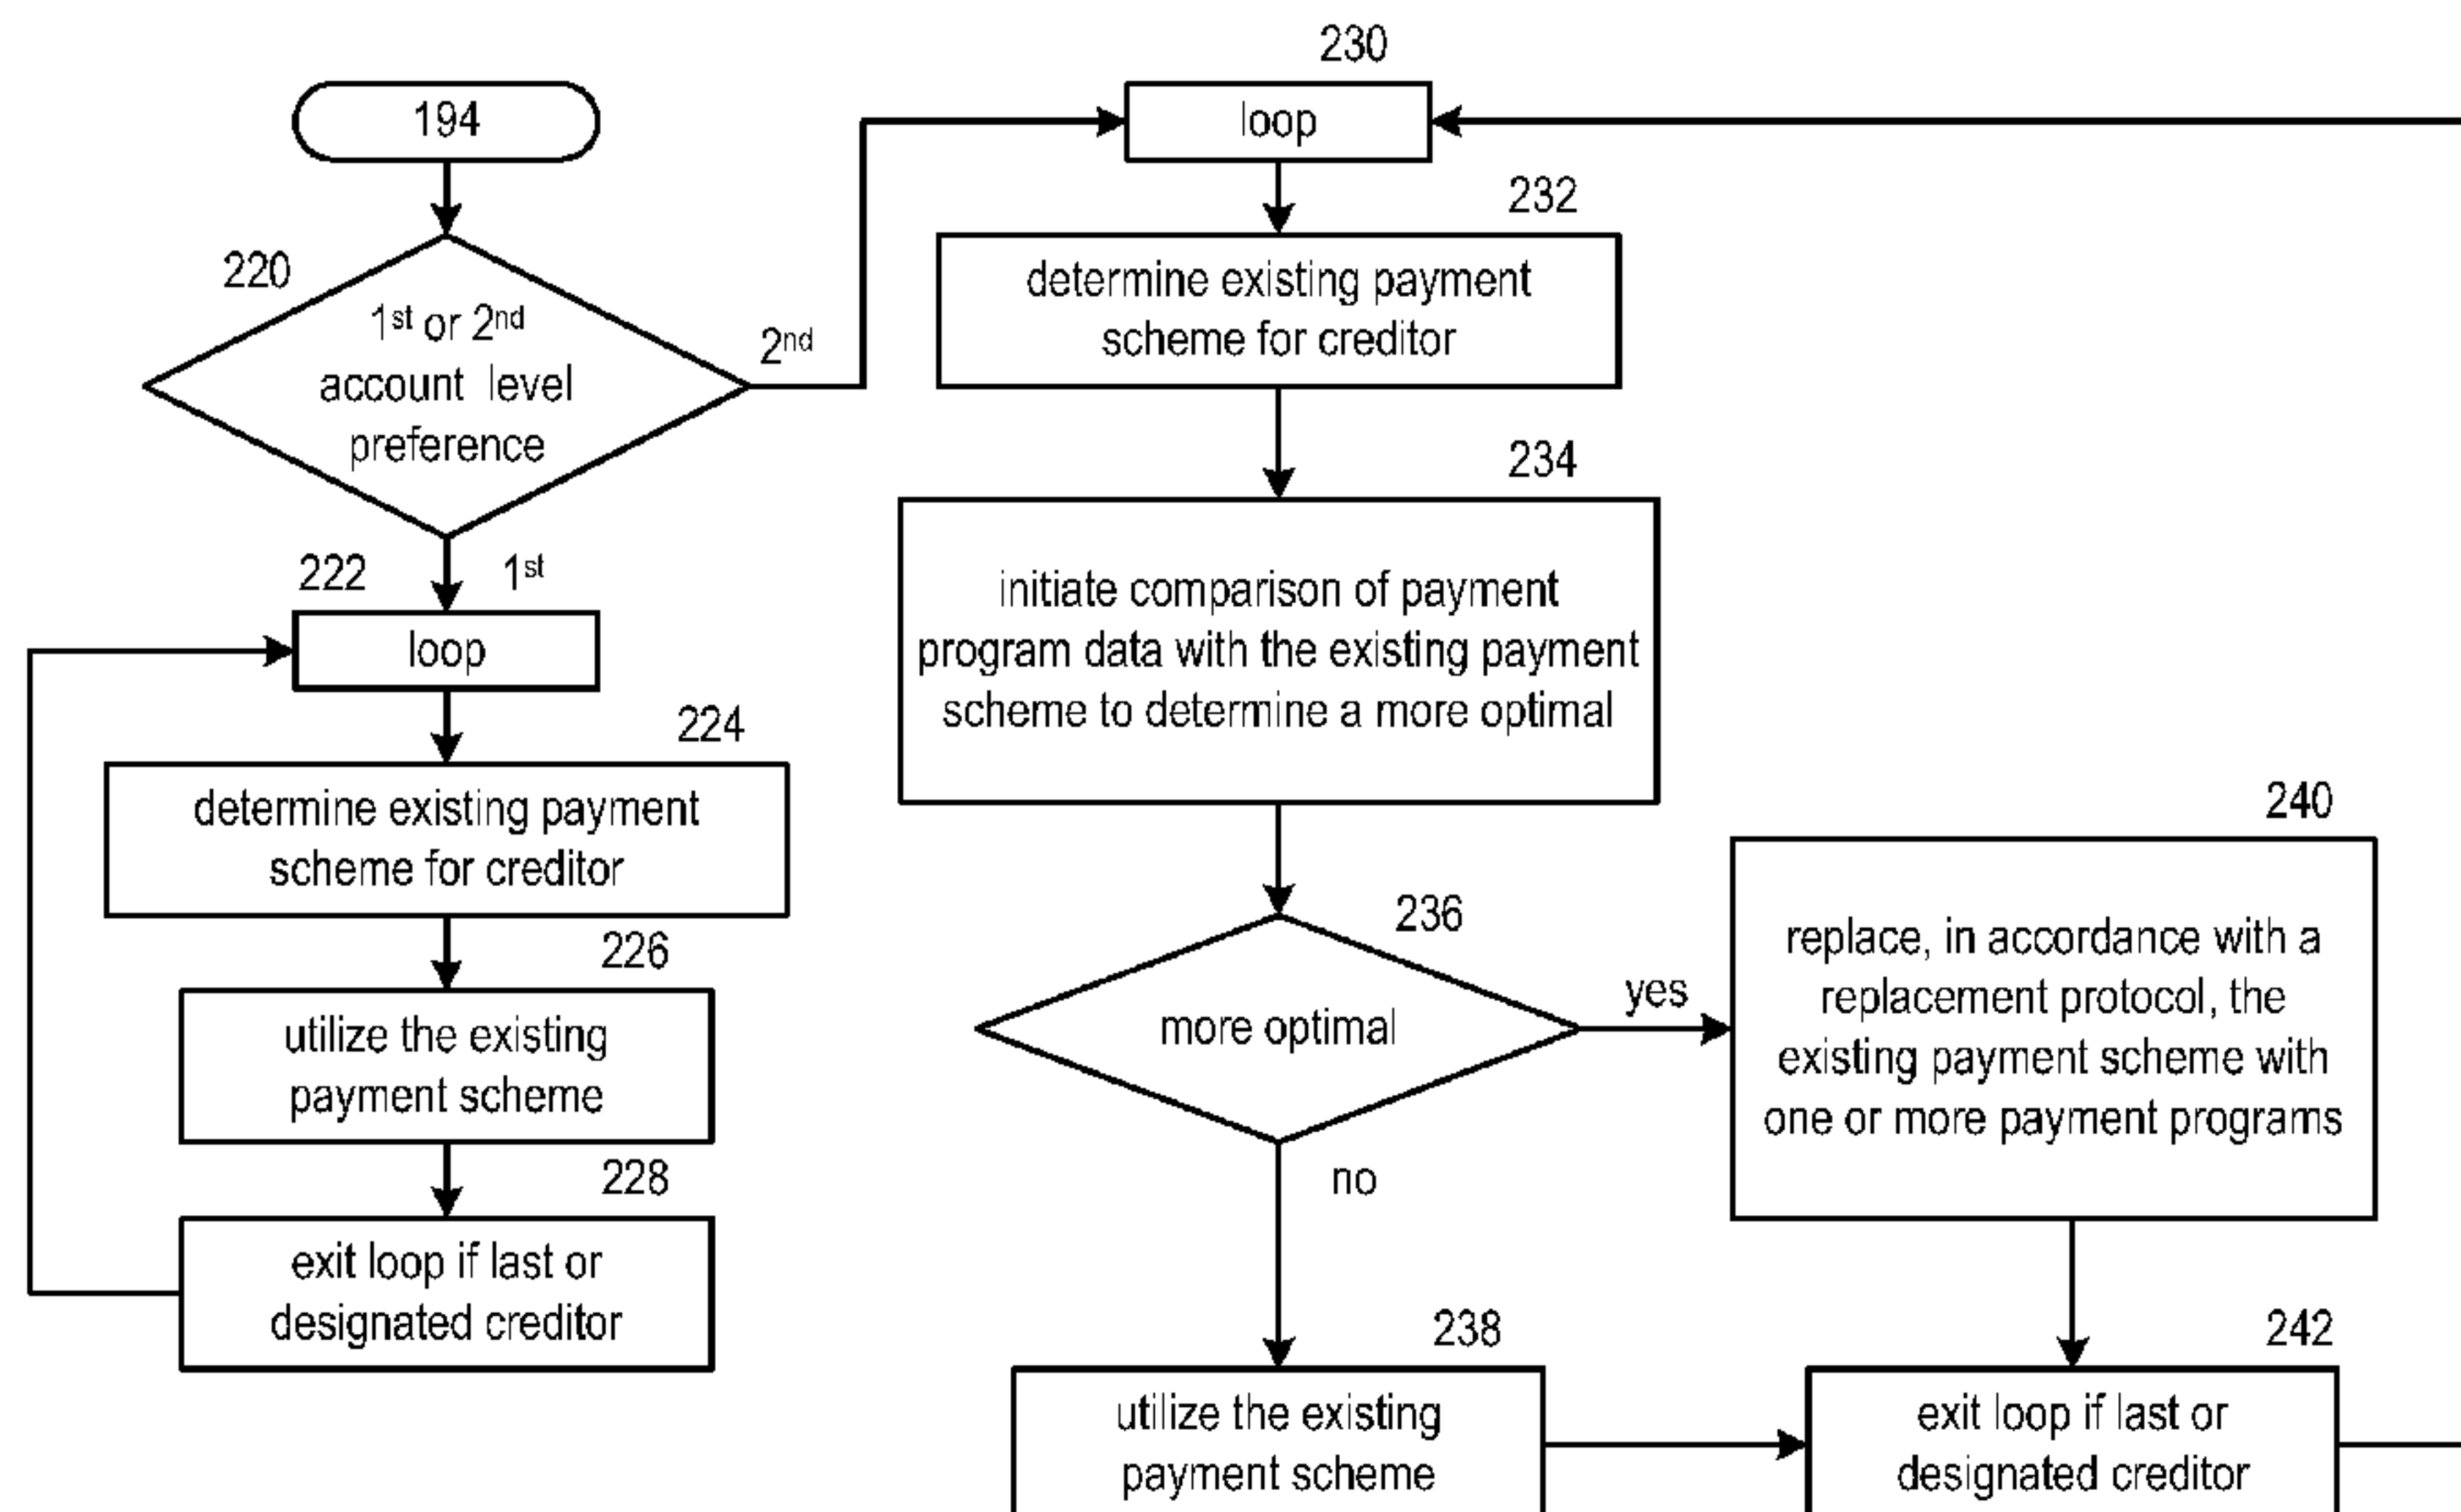 194
220
1st or 2nd
account level
preference
2nd
222
1st
loop
224
determine existing payment
scheme for creditor
226
utilize the existing
payment scheme
228
exit loop if last or
designated creditor
230
loop
232
determine existing payment
scheme for creditor
234
initiate comparison of payment
program data with the existing payment
scheme to determine a more optimal
236
more optimal
yes
no
238
utilize the existing
payment scheme
240
replace, in accordance with a
replacement protocol, the
existing payment scheme with
one or more payment programs
242
exit loop if last or
designated creditor